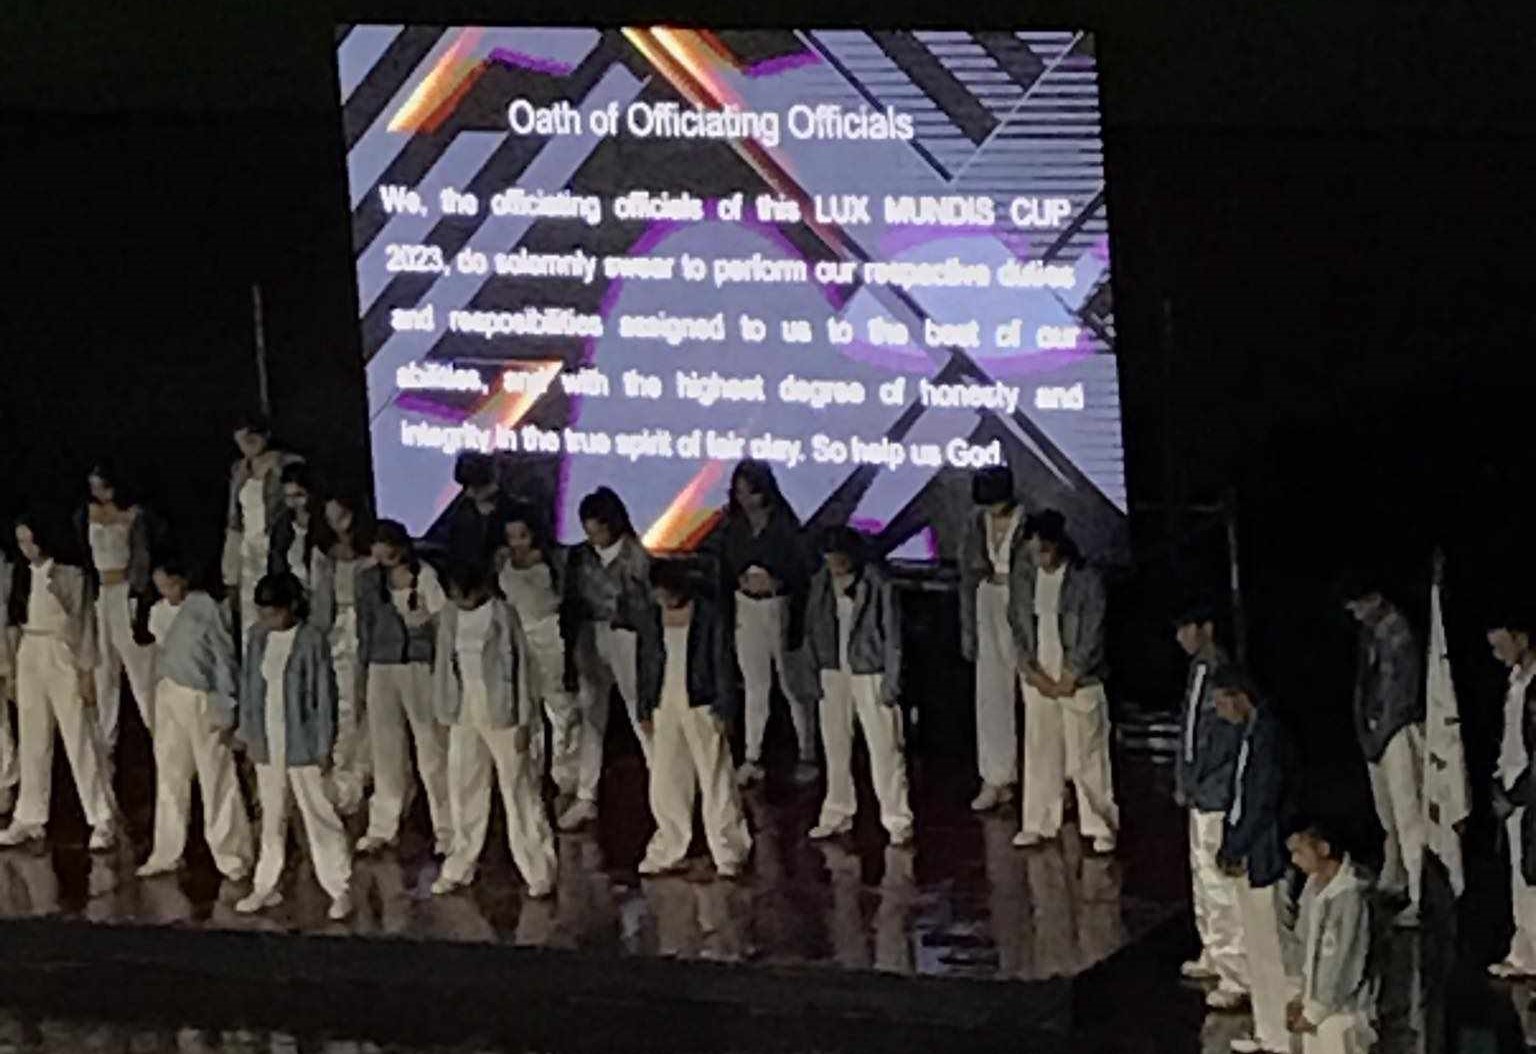 Oath of Officiating Officials
We, the officiating officials of this LUX MUNDIS CUP
2023, do solemnly swear to perform our respective duties
and resposibilities assigned to us to the best of our
abilities, and with the highest degree of honesty and
integrity in the true spirit of fair play. So help us God.